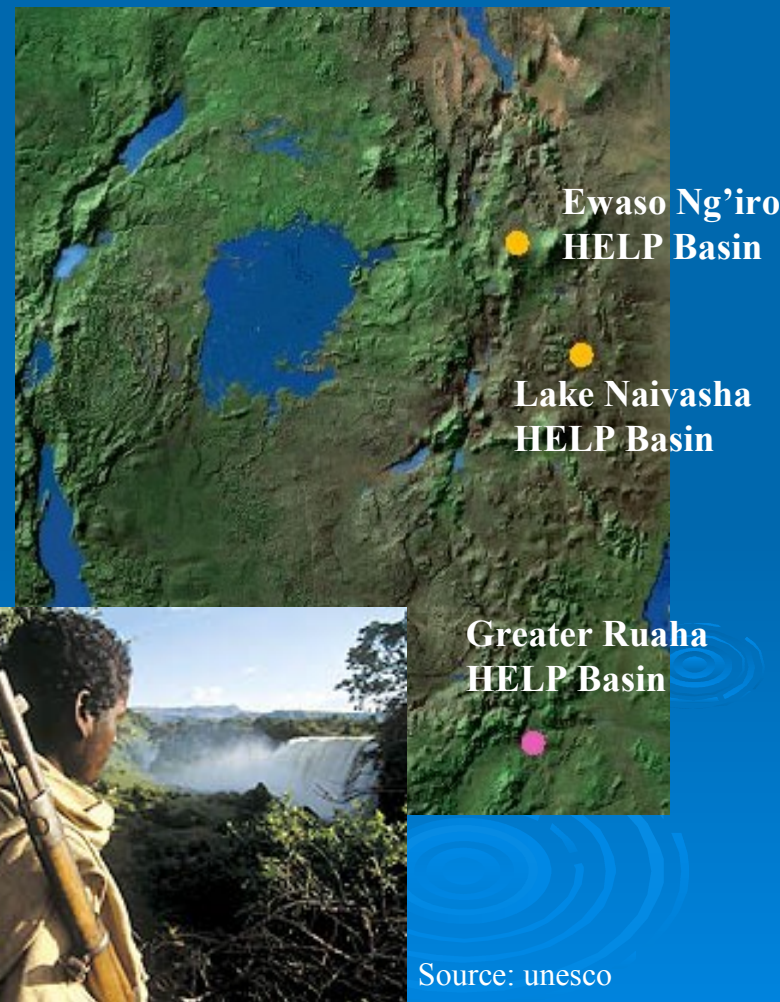 Ewaso Ng’iro
HELP Basin
Lake Naivasha
HELP Basin
Greater Ruaha
HELP Basin
Source: unesco